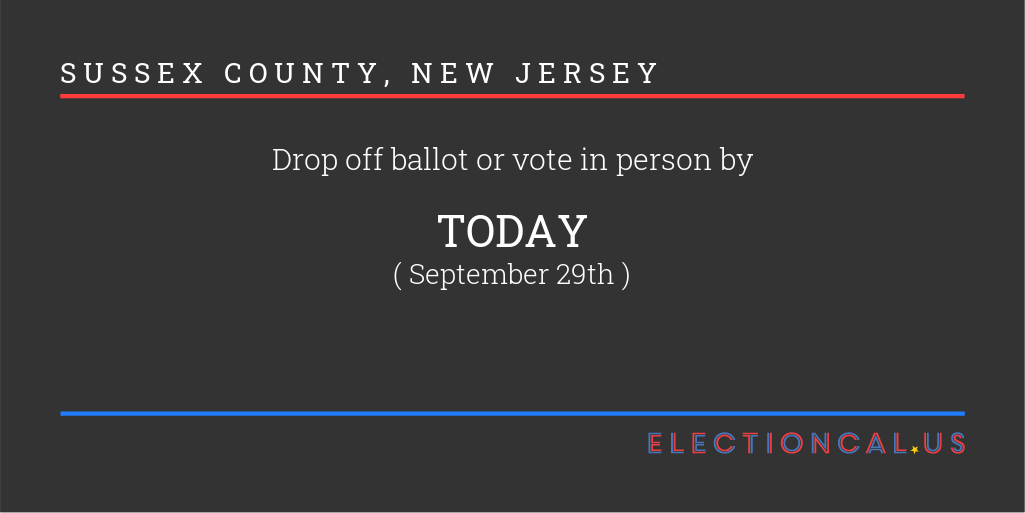 SUSSEX COUNTY, NEW JERSEY
Drop off ballot or vote in person by
TODAY
( September 29th )
ELECTIONCAL.US